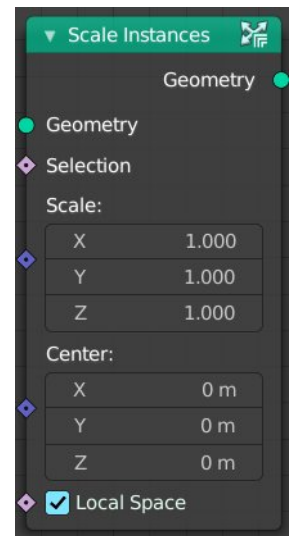 Scale Instances
Geometry
Geometry
Selection
Scale:
X 1.000
Y 1.000
Z 1.000
Center:
X 0 m
Y 0 m
Z 0 m
Local Space